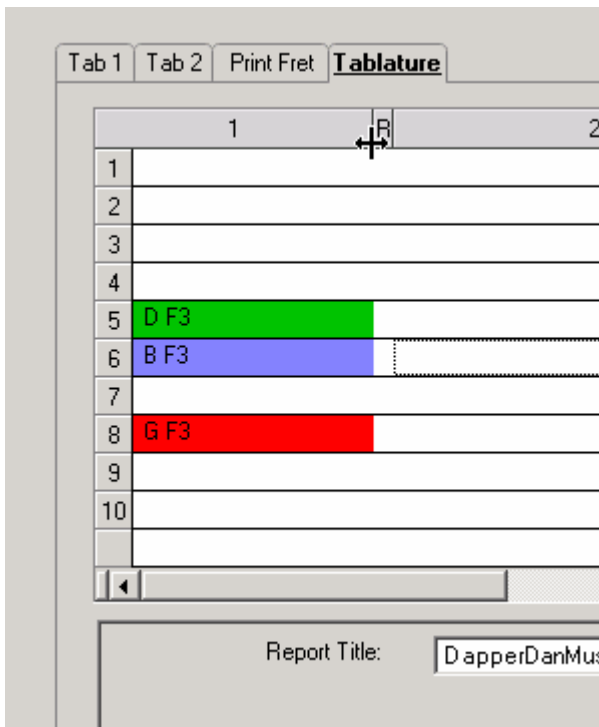 Tab 1 Tab 2 Print Fret Tablature
1 R 2
1
2
3
4
5 D F3
6 B F3
7
8 G F3
9
10
Report Title: DapperDanMus